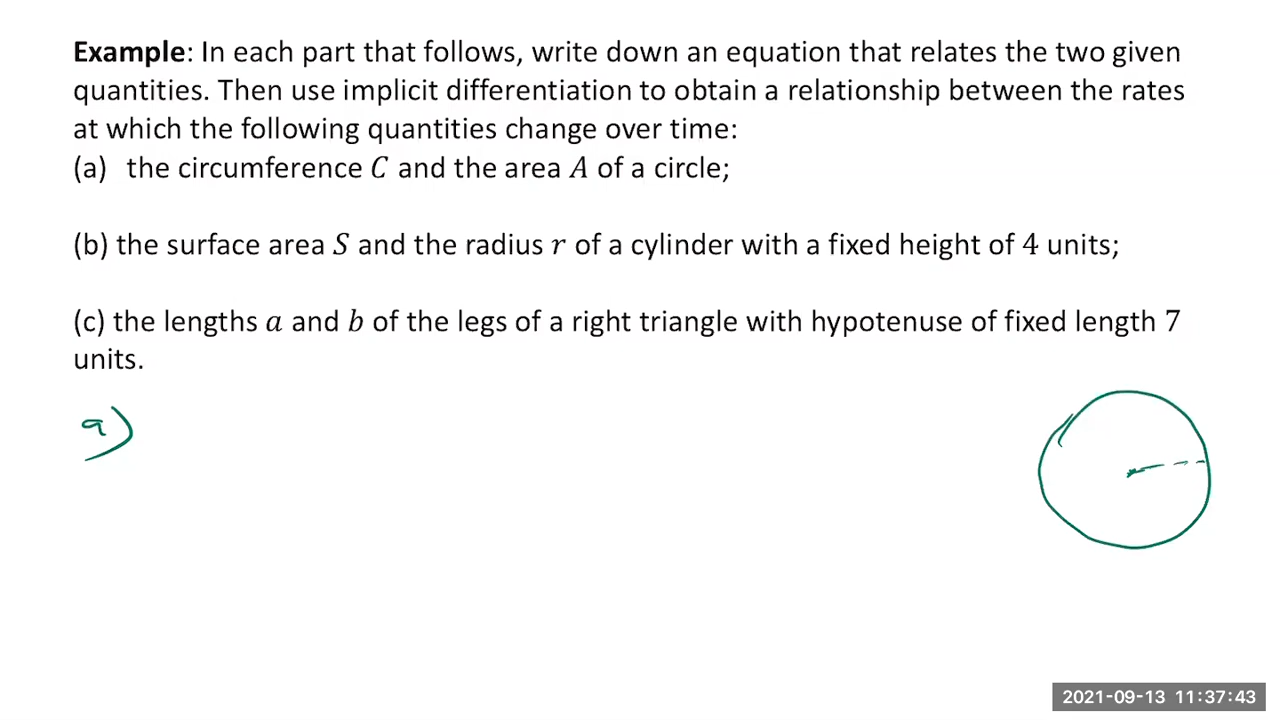 Example: In each part that follows, write down an equation that relates the two given
quantities. Then use implicit differentiation to obtain a relationship between the rates
at which the following quantities change over time:
(a) the circumference C and the area A of a circle;
(b) the surface area S and the radius r of a cylinder with a fixed height of 4 units;
(c) the lengths a and b of the legs of a right triangle with hypotenuse of fixed length 7
units.
a)
2021-09-13 11:37:43